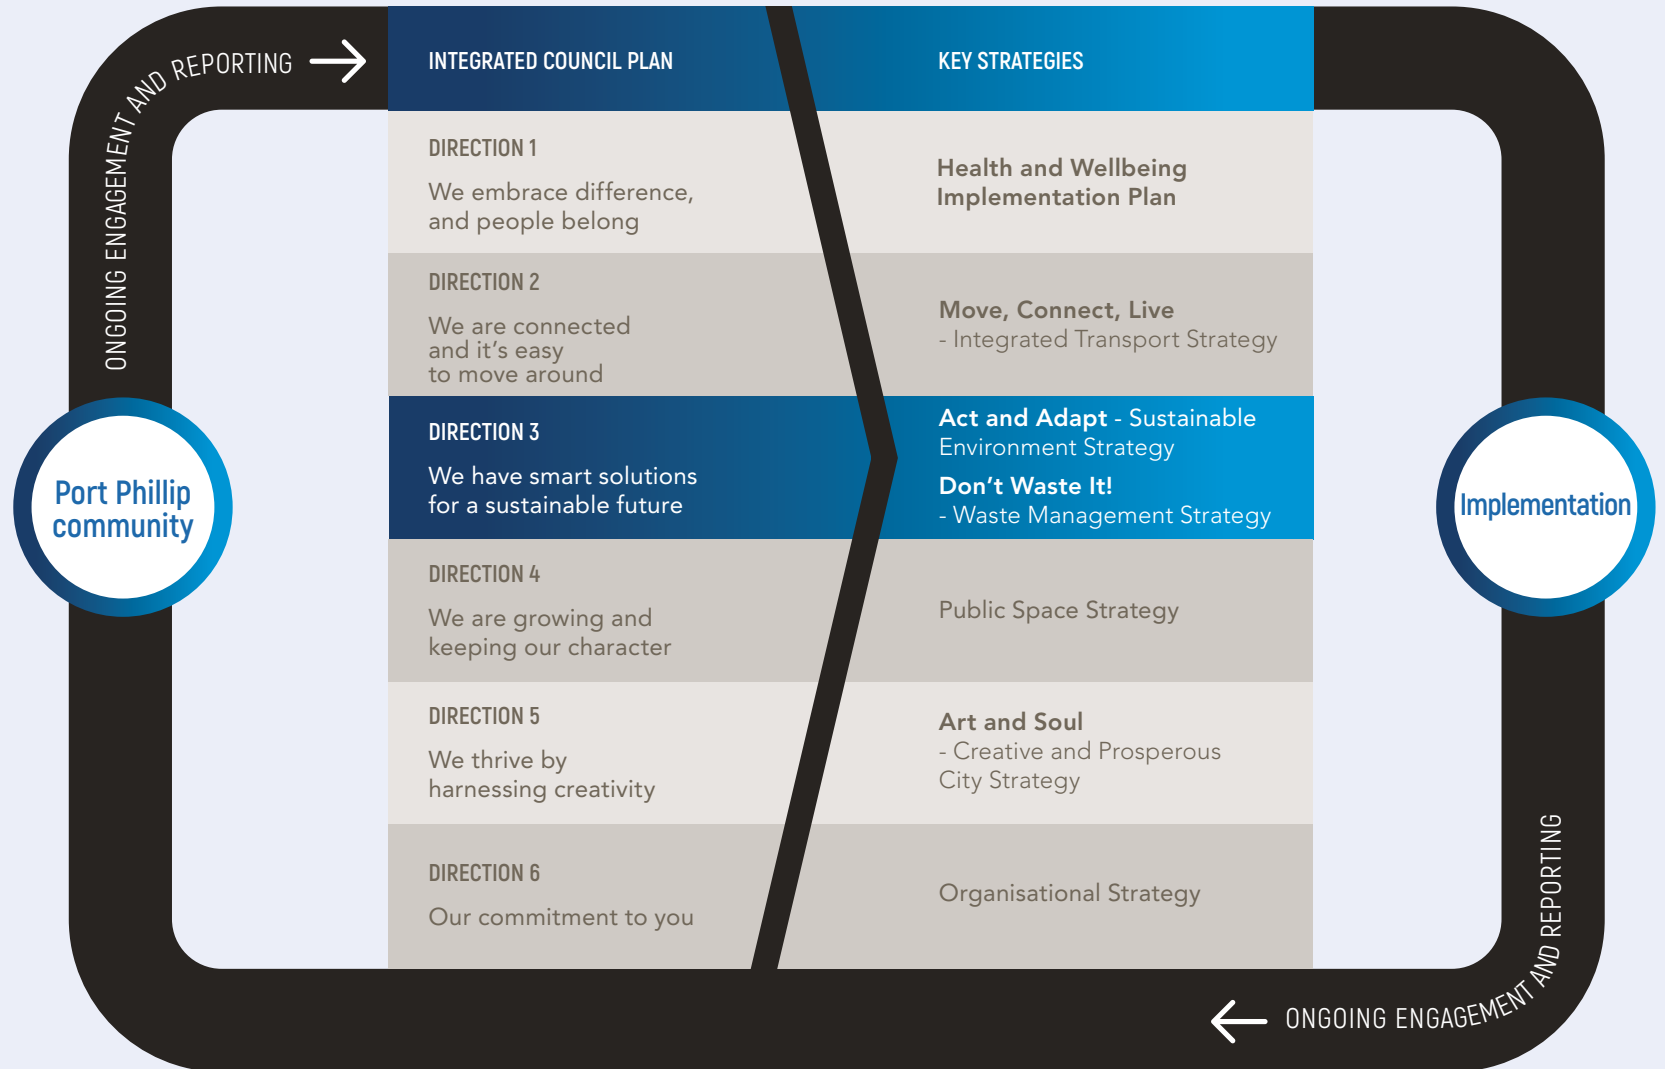 ONGOING ENGAGEMENT AND REPORTING
INTEGRATED COUNCIL PLAN
KEY STRATEGIES
DIRECTION 1
We embrace difference,
and people belong
Health and Wellbeing
Implementation Plan
DIRECTION 2
We are connected
and it's easy
to move around
Move, Connect, Live
- Integrated Transport Strategy
DIRECTION 3
We have smart solutions
for a sustainable future
Act and Adapt - Sustainable
Environment Strategy
Don't Waste It!
- Waste Management Strategy
Port Phillip
community
Implementation
DIRECTION 4
We are growing and
keeping our character
Public Space Strategy
DIRECTION 5
We thrive by
harnessing creativity
Art and Soul
- Creative and Prosperous
City Strategy
DIRECTION 6
Our commitment to you
Organisational Strategy
ONGOING ENGAGEMENT AND REPORTING